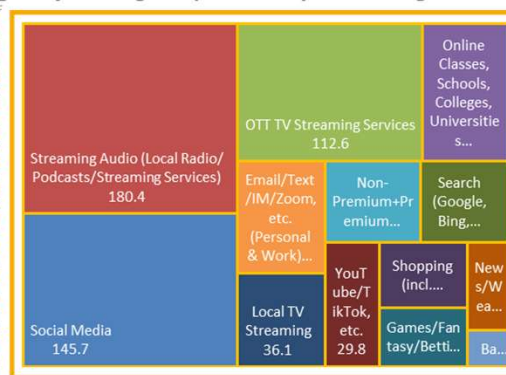 Streaming Audio (Local Radio/
Podcasts/Streaming Services)
180.4
Social Media
145.7
OTT TV Streaming Services
112.6
Online
Classes,
Schools,
Colleges,
Universitie
s...
Email/Text
/IM/Zoom,
etc.
(Personal
& Work)...
Non-
Premium+Pr
emium...
Search
(Google,
Bing,...
Local TV
Streaming
36.1
YouT
ube/T
ikTok,
etc.
29.8
Shopping
(incl....
Games/Fan
tasy/Betti...
New
s/W
ea...
Ba...